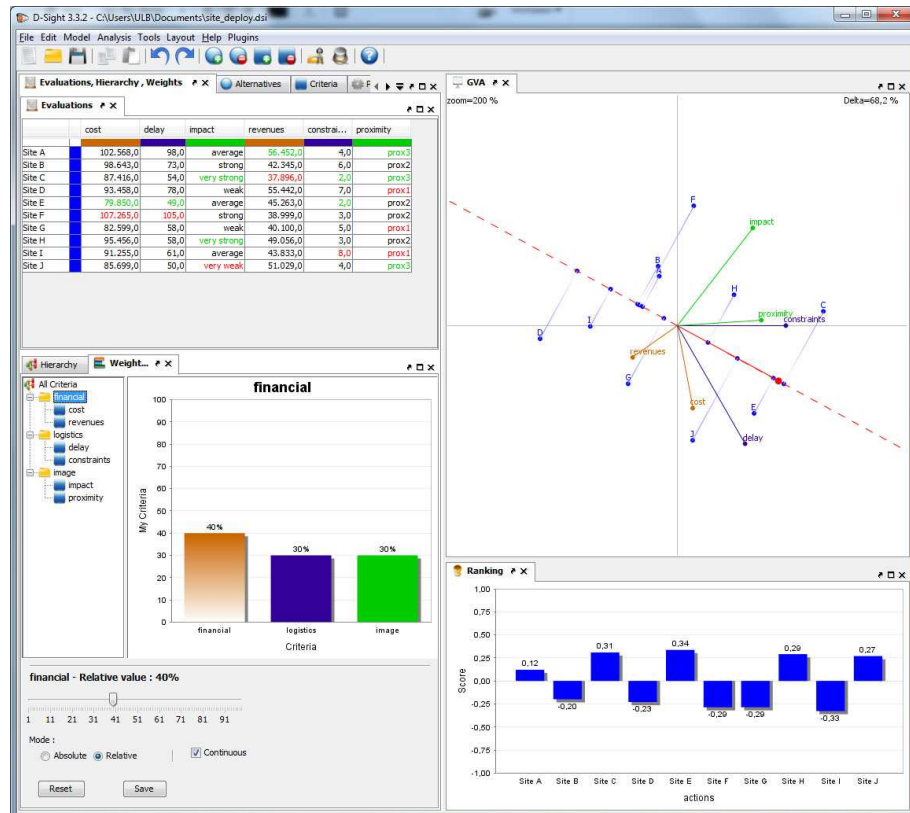 D-Sight 3.3.2 - C:\Users\ULB\Documents\site_deploy.dsi
File Edit Model Analysis Tools Layout Help Plugins
Evaluations, Hierarchy , Weights Alternatives Criteria
Evaluations
cost delay impact revenues constrai... proximity
Site A 102.568,0 98,0 average 56.452,0 4,0 prox3
Site B 98.643,0 73,0 strong 42.345,0 6,0 prox2
Site C 87.416,0 54,0 very strong 37.896,0 2,0 prox3
Site D 93.458,0 78,0 weak 55.442,0 7,0 prox1
Site E 79.850,0 49,0 average 45.263,0 2,0 prox2
Site F 107.265,0 105,0 strong 38.999,0 3,0 prox2
Site G 82.599,0 58,0 weak 40.100,0 5,0 prox1
Site H 95.456,0 58,0 very strong 49.056,0 3,0 prox2
Site I 91.255,0 61,0 average 43.833,0 8,0 prox1
Site J 85.699,0 50,0 very weak 51.029,0 4,0 prox3
Hierarchy Weight...
All Criteria
financial
cost
revenues
logistics
delay
constraints
image
impact
proximity
financial
100
90
80
70
60
50
40
30
20
10
0
My Criteria
40%
30%
30%
financial logistics image
Criteria
financial - Relative value : 40%
1 11 21 31 41 51 61 71 81 91
Mode :
Absolute Relative Continuous
Reset Save
GVA
zoom=200 % Delta=68,2 %
F
impact
B
A
H
C
proximity
constraints
D
I
revenues
G
cost
E
J
delay
Ranking
1,00
0,75
0,50
0,25
0,00
-0,25
-0,50
-0,75
-1,00
Score
0,12
-0,20
0,31
-0,23
0,34
-0,29
-0,29
0,29
-0,33
0,27
Site A Site B Site C Site D Site E Site F Site G Site H Site I Site J
actions